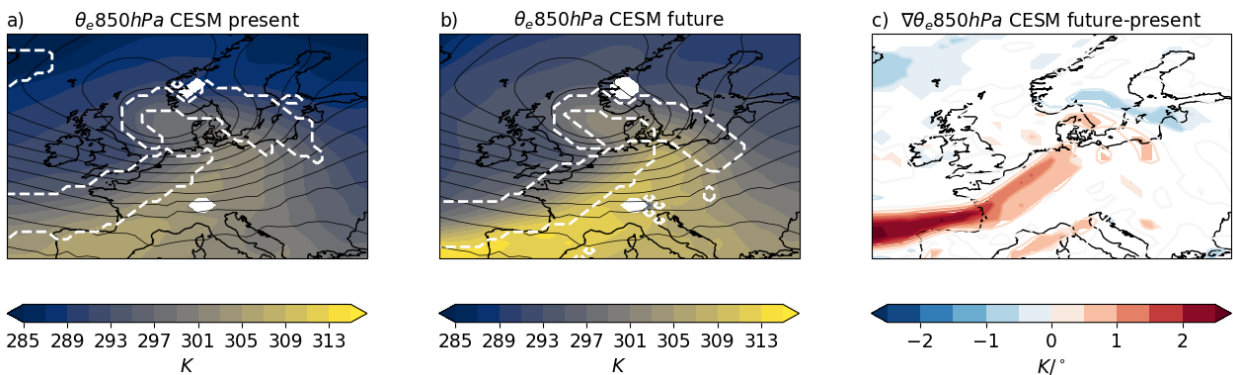 a) θₑ850hPa CESM present
b) θₑ850hPa CESM future
c) ∇θₑ850hPa CESM future-present
285 289 293 297 301 305 309 313
K
285 289 293 297 301 305 309 313
K
−2 −1 0 1 2
K/°